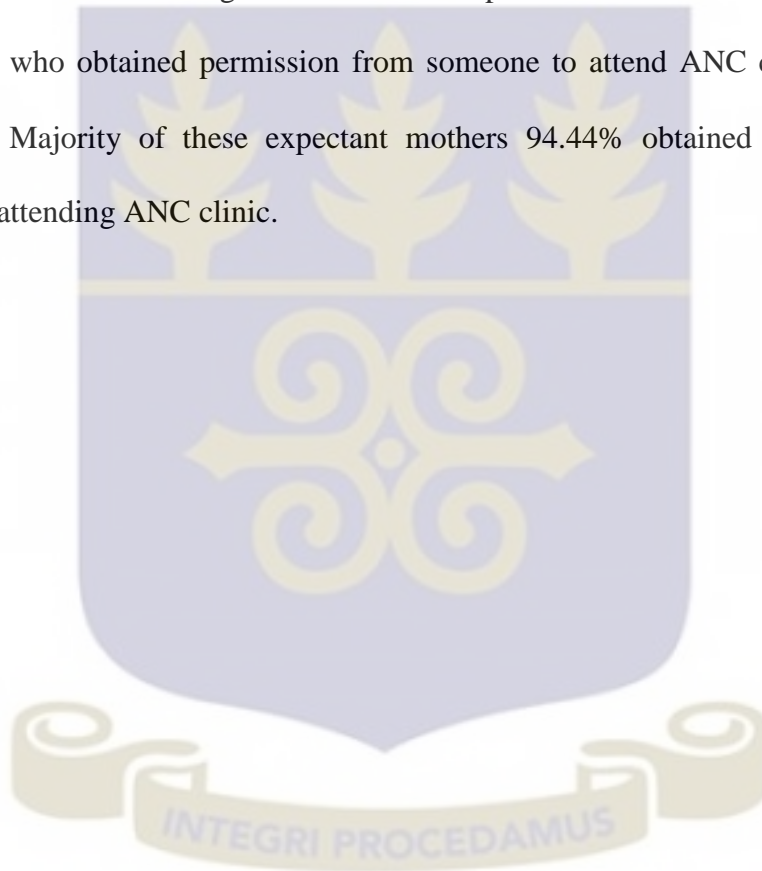 who obtained permission from someone to attend ANC
Majority of these expectant mothers 94.44% obtained
attending ANC clinic.
INTEGRI PROCEDAMUS